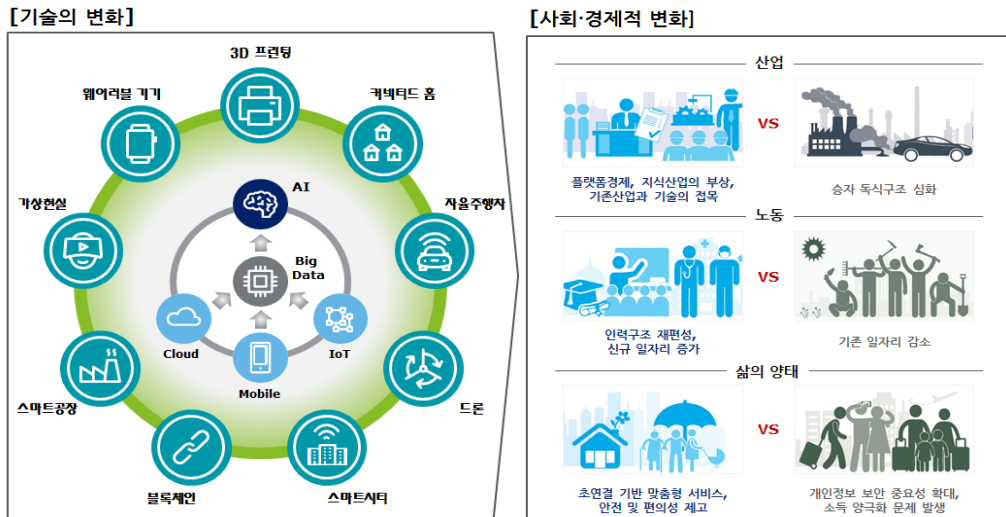 [기술의 변화]
3D 프린팅
웨어러블 기기
커넥티드 홈
가상현실
AI
자율주행차
Big
Data
Cloud
IoT
Mobile
스마트공장
드론
블록체인
스마트시티
[사회·경제적 변화]
산업
VS
플랫폼경제, 지식산업의 부상,
기존산업과 기술의 접목
승자 독식구조 심화
노동
VS
인력구조 재편성,
신규 일자리 증가
기존 일자리 감소
삶의 양태
VS
초연결 기반 맞춤형 서비스,
안전 및 편의성 제고
개인정보 보안 중요성 확대,
소득 양극화 문제 발생